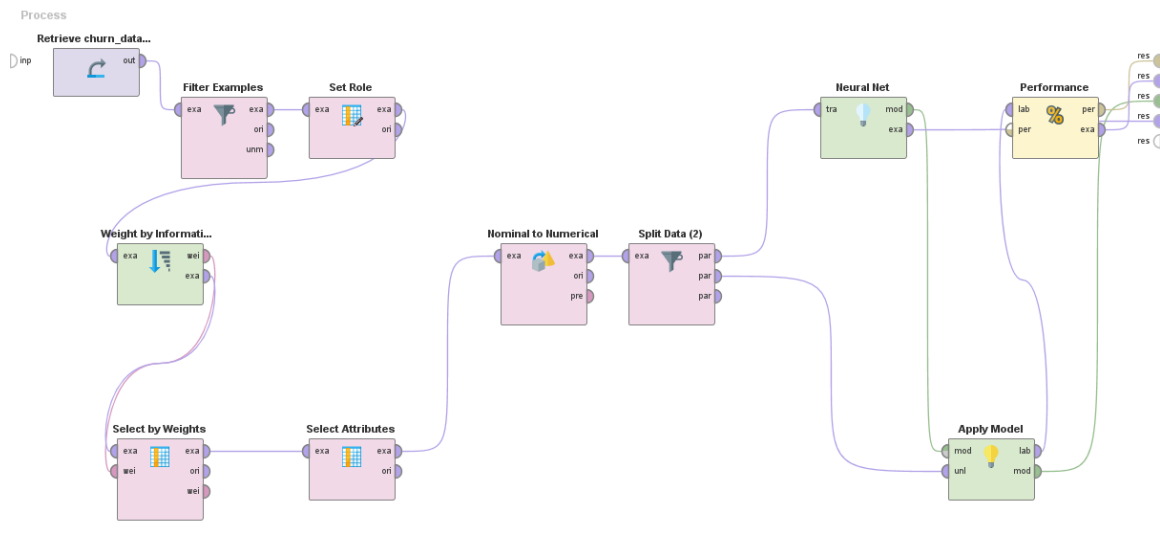 Process
Retrieve churn_data...
inp
out
res
res
res
res
res
Filter Examples
exa
exa
ori
unm
Set Role
exa
exa
ori
Neural Net
tra
mod
exa
Performance
lab
per
per
exa
Weight by Informati...
exa
wei
exa
Nominal to Numerical
exa
exa
ori
pre
Split Data (2)
exa
par
par
par
Select by Weights
exa
exa
wei
ori
wei
Select Attributes
exa
exa
ori
Apply Model
mod
lab
unl
mod